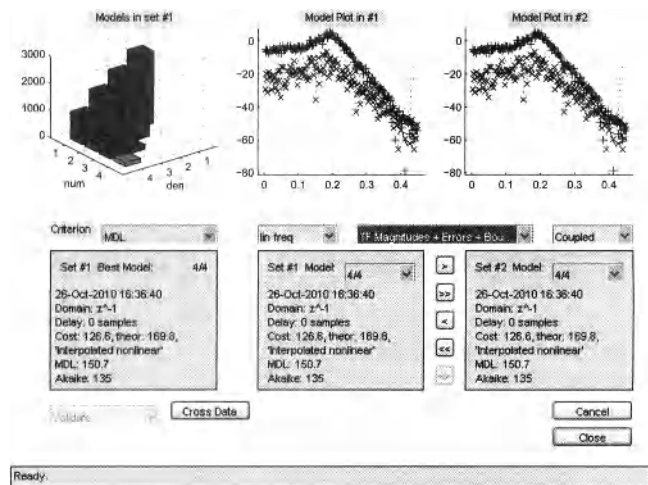 Models in set #1
Model Plot in #1
Model Plot in #2
3000
2000
1000
0
1
2
3
4
num
4
3
2
1
den
0
-20
-40
-60
-80
0
0.1
0.2
0.3
0.4
0
-20
-40
-60
-80
0
0.1
0.2
0.3
0.4
Criterion
MDL
lin freq
TF Magnitudes + Errors + Bou...
Coupled
Set #1 Best Model: 4/4
26-Oct-2010 16:36:40
Domain: z^-1
Delay: 0 samples
Cost: 126.6, theor: 169.8,
'Interpolated nonlinear'
MDL: 150.7
Akaike: 135
Set #1 Model: 4/4
26-Oct-2010 16:36:40
Domain: z^-1
Delay: 0 samples
Cost: 126.6, theor: 169.8,
'Interpolated nonlinear'
MDL: 150.7
Akaike: 135
>
>>
<
<<
Set #2 Model: 4/4
26-Oct-2010 16:36:40
Domain: z^-1
Delay: 0 samples
Cost: 126.6, theor: 169.8,
'Interpolated nonlinear'
MDL: 150.7
Akaike: 135
Validate
Cross Data
Cancel
Close
Ready.